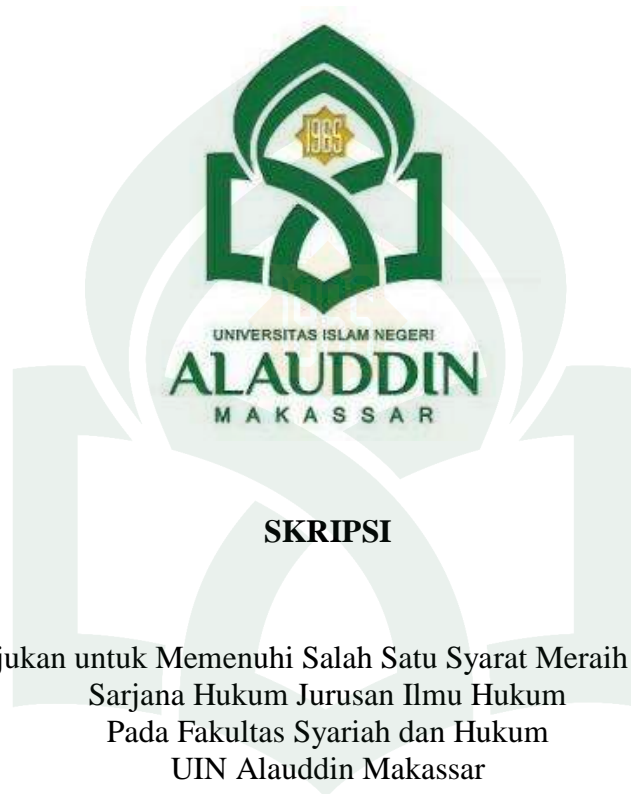 1965
UNIVERSITAS ISLAM NEGERI
ALAUDDIN
MAKASSAR
SKRIPSI
jukan untuk Memenuhi Salah Satu Syarat Meraih
Sarjana Hukum Jurusan Ilmu Hukum
Pada Fakultas Syariah dan Hukum
UIN Alauddin Makassar